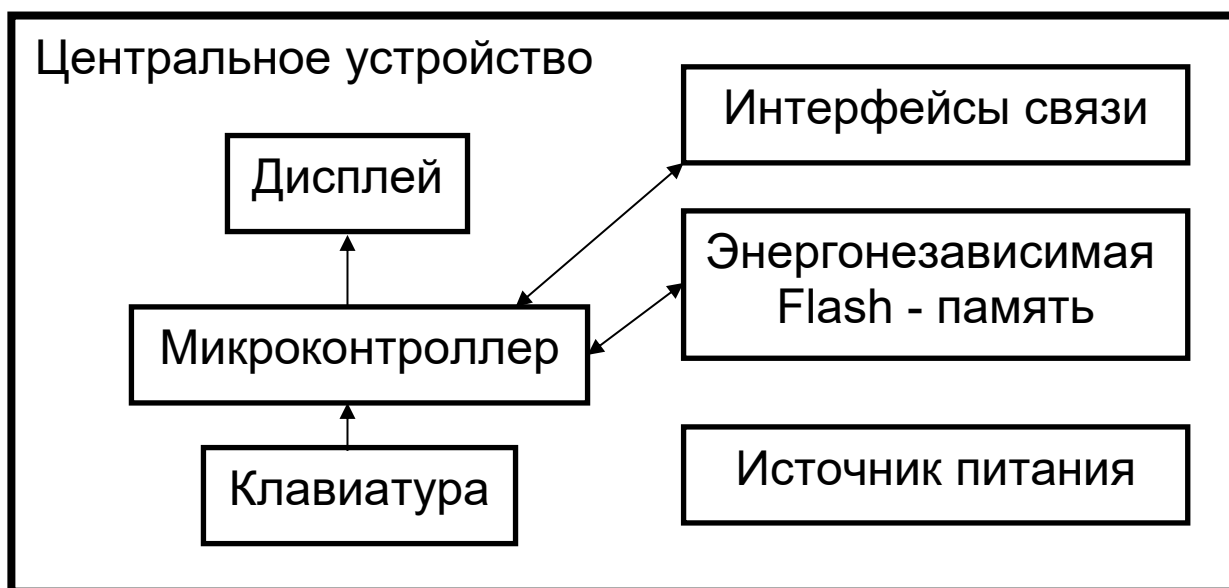 Центральное устройство
Интерфейсы связи
Дисплей
Энергонезависимая
Flash - память
Микроконтроллер
Источник питания
Клавиатура